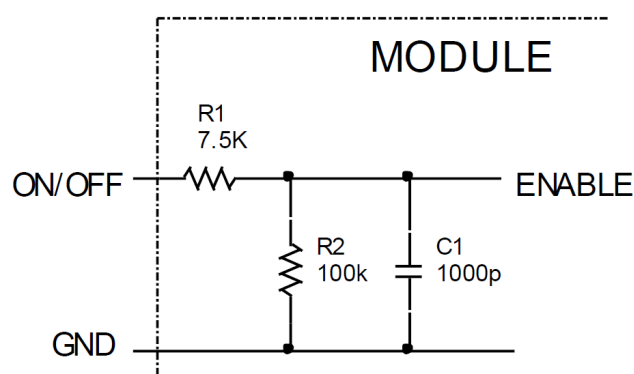 MODULE
R1
7.5K
ON/OFF
ENABLE
R2
100k
C1
1000p
GND